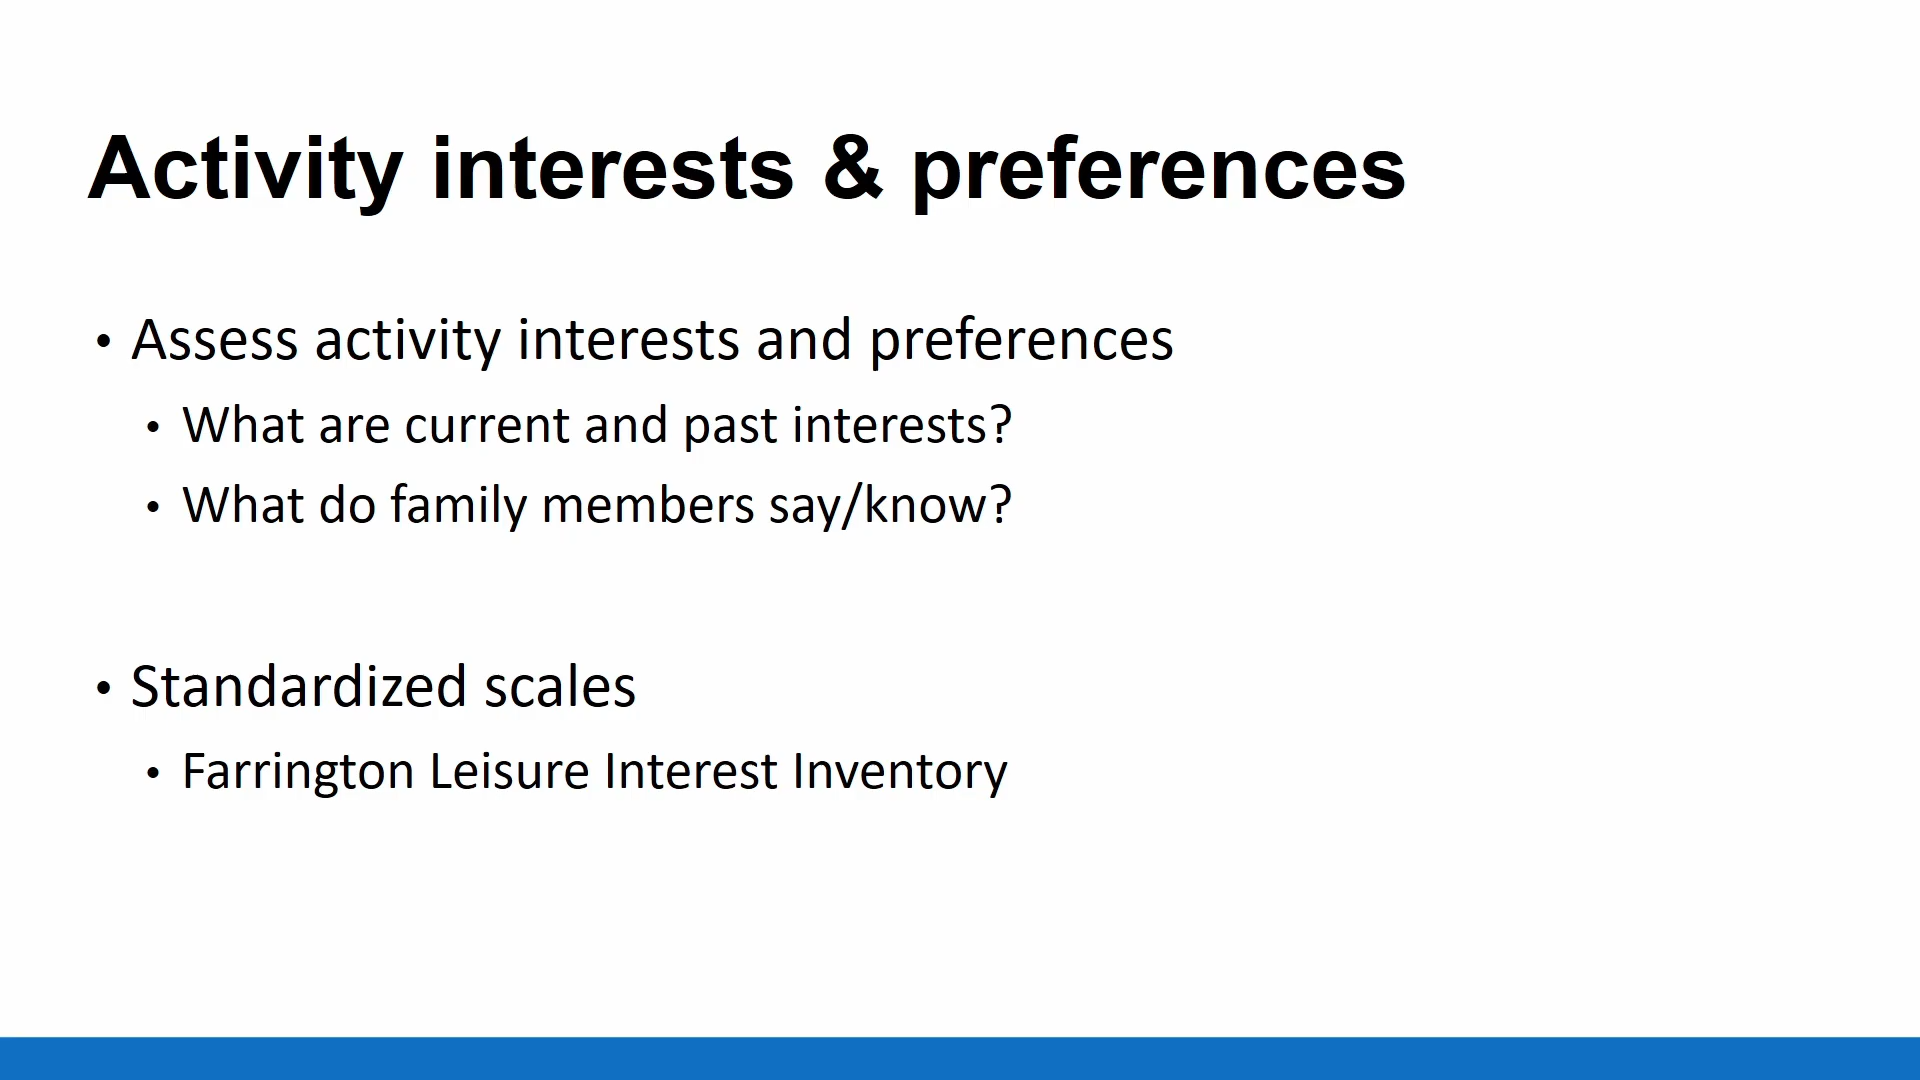 Activity interests & preferences
• Assess activity interests and preferences
• What are current and past interests?
• What do family members say/know?
• Standardized scales
• Farrington Leisure Interest Inventory